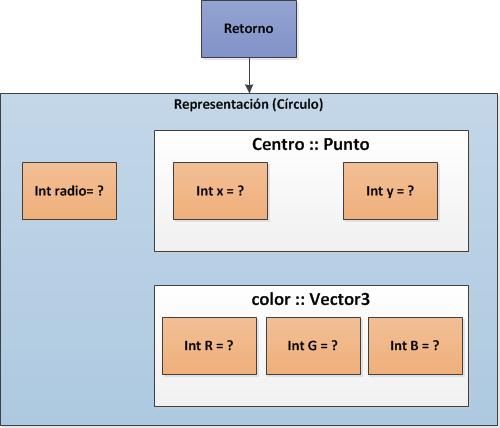 Retorno
Representación (Círculo)
Centro :: Punto
Int radio= ?
Int x = ?
Int y = ?
color :: Vector3
Int R = ?
Int G = ?
Int B = ?